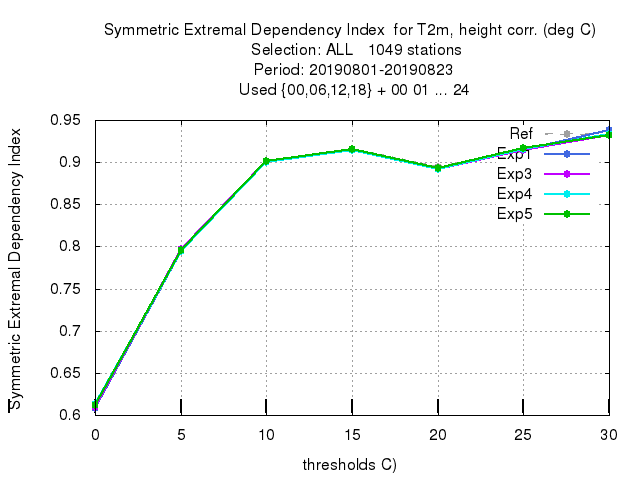 Symmetric Extremal Dependency Index for T2m, height corr. (deg C)
Selection: ALL 1049 stations
Period: 20190801-20190823
Used {00,06,12,18} + 00 01 ... 24
Symmetric Extremal Dependency Index
0.95
0.9
0.85
0.8
0.75
0.7
0.65
0.6
Ref
Exp1
Exp3
Exp4
Exp5
0 5 10 15 20 25 30
thresholds C)